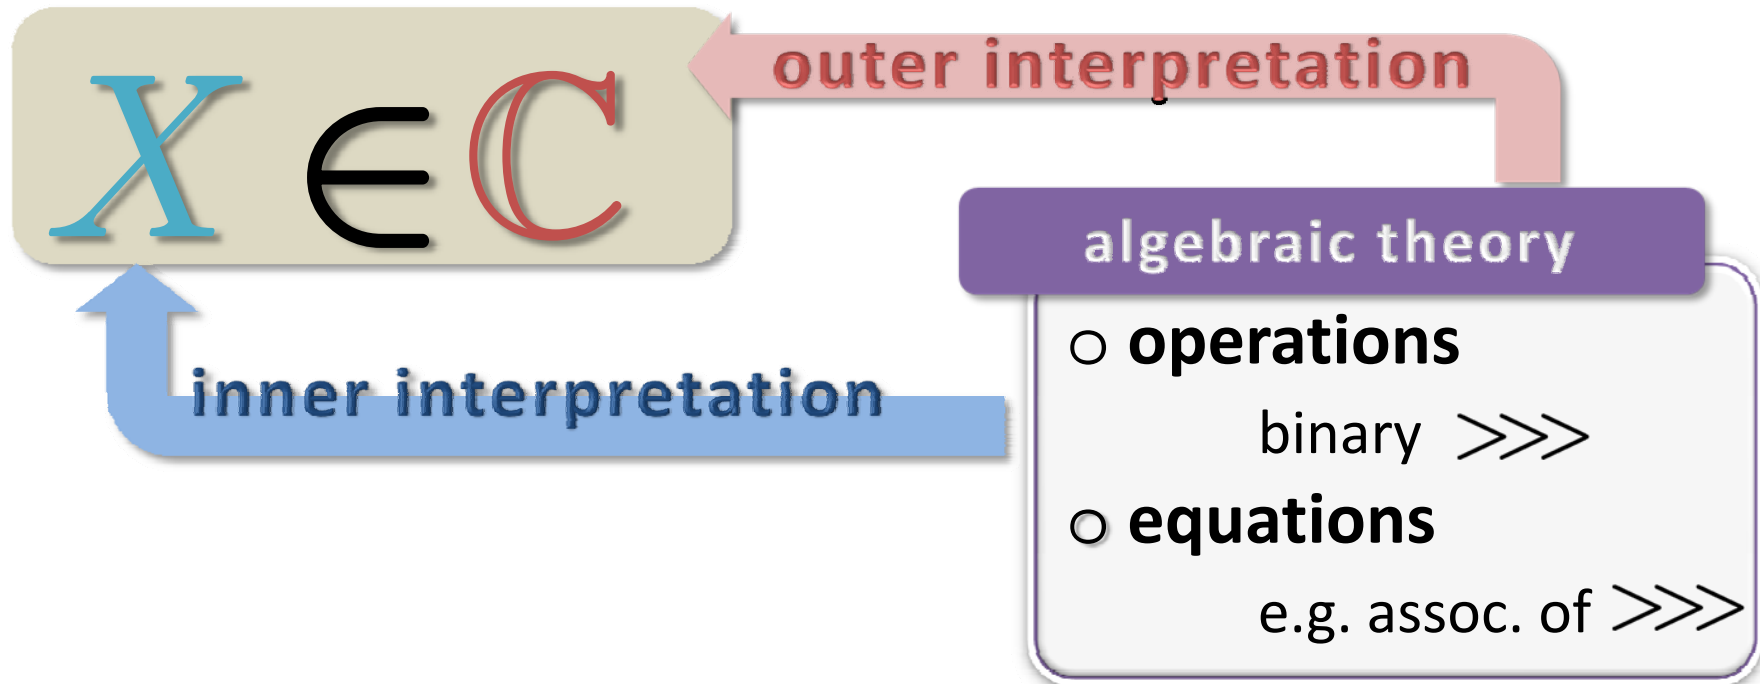 X ∈ ℂ
outer interpretation
algebraic theory
inner interpretation
○ operations
binary >>>
○ equations
e.g. assoc. of >>>